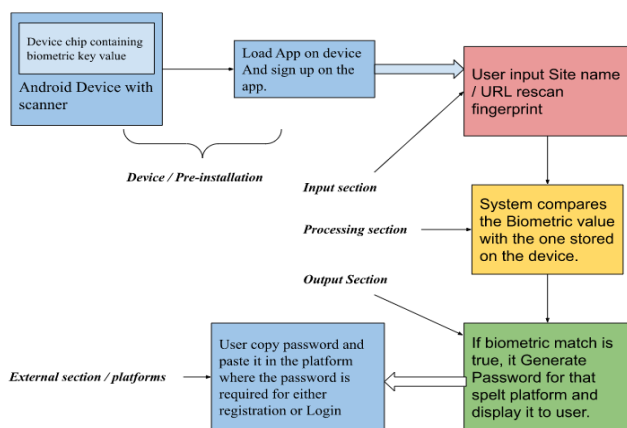 Device chip containing
biometric key value
Android Device with
scanner
Load App on device
And sign up on the
app.
User input Site name
/ URL rescan
fingerprint
Device / Pre-installation
Input section
System compares
the Biometric value
with the one stored
on the device.
Processing section
Output Section
If biometric match is
true, it Generate
Password for that
spelt platform and
display it to user.
User copy password and
paste it in the platform
where the password is
required for either
registration or Login
External section / platforms